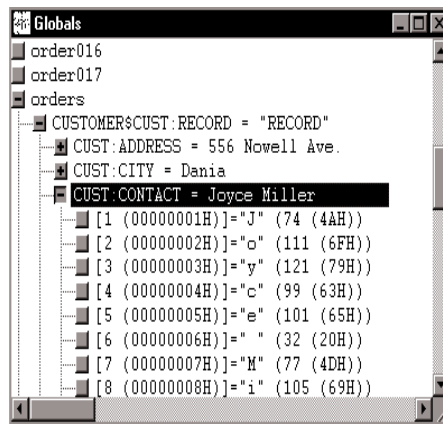 Globals
order016
order017
orders
CUSTOMER$CUST:RECORD = "RECORD"
CUST:ADDRESS = 556 Nowell Ave.
CUST:CITY = Dania
CUST:CONTACT = Joyce Miller
[1 (00000001H)]="J" (74 (4AH))
[2 (00000002H)]="o" (111 (6FH))
[3 (00000003H)]="y" (121 (79H))
[4 (00000004H)]="c" (99 (63H))
[5 (00000005H)]="e" (101 (65H))
[6 (00000006H)]=" " (32 (20H))
[7 (00000007H)]="M" (77 (4DH))
[8 (00000008H)]="i" (105 (69H))